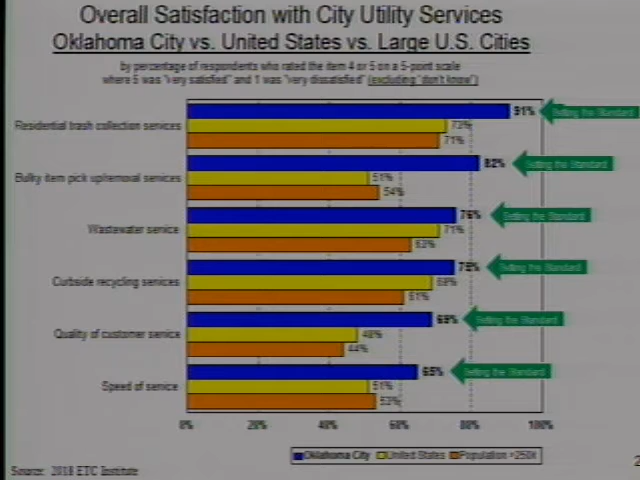 Overall Satisfaction with City Utility Services
Oklahoma City vs. United States vs. Large U.S. Cities
by percentage of respondents who rated the item 4 or 5 on a 5-point scale
where 5 was "very satisfied" and 1 was "very dissatisfied" (excluding "don't know")
Residential trash collection services
91%
Setting the Standard
73%
71%
Bulky item pick up/removal services
82%
Setting the Standard
51%
54%
Wastewater service
76%
Setting the Standard
71%
63%
Curbside recycling services
75%
Setting the Standard
69%
61%
Quality of customer service
69%
Setting the Standard
48%
44%
Speed of service
65%
Setting the Standard
51%
53%
0% 20% 40% 60% 80% 100%
Oklahoma City United States Population >250K
Source: 2018 ETC Institute
2